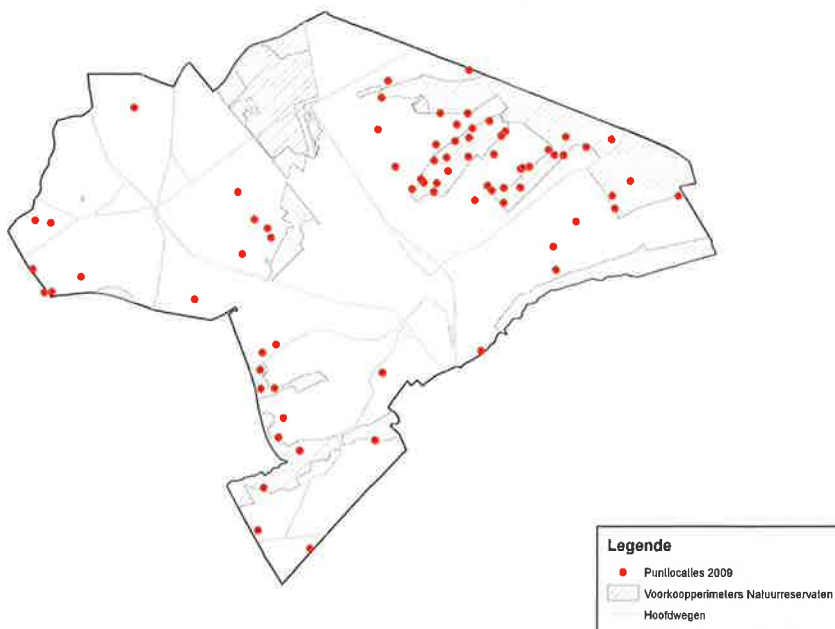 Legende
Puntlocaties 2009
Voorkoopperimeters Natuurreservaten
Hoofdwegen